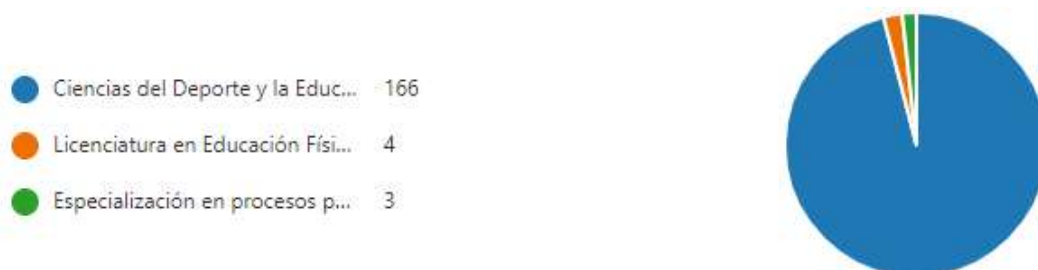 Ciencias del Deporte y la Educ... 166
Licenciatura en Educación Físi... 4
Especialización en procesos p... 3